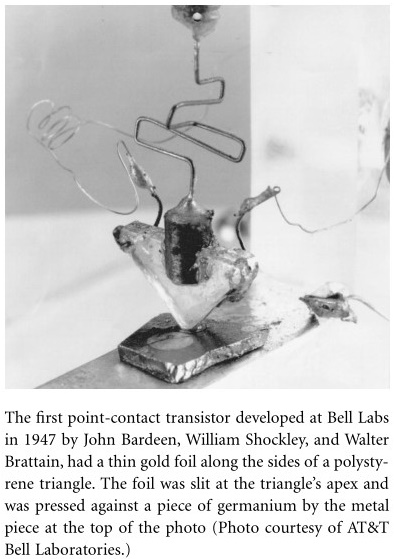 The first point-contact transistor developed at Bell Labs
in 1947 by John Bardeen, William Shockley, and Walter
Brattain, had a thin gold foil along the sides of a polysty-
rene triangle. The foil was slit at the triangle's apex and
was pressed against a piece of germanium by the metal
piece at the top of the photo (Photo courtesy of AT&T
Bell Laboratories.)